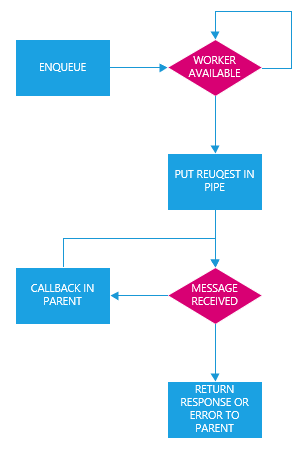 ENQUEUE
WORKER
AVAILABLE
PUT REUQEST IN
PIPE
CALLBACK IN
PARENT
MESSAGE
RECEIVED
RETURN
RESPONSE OR
ERROR TO
PARENT